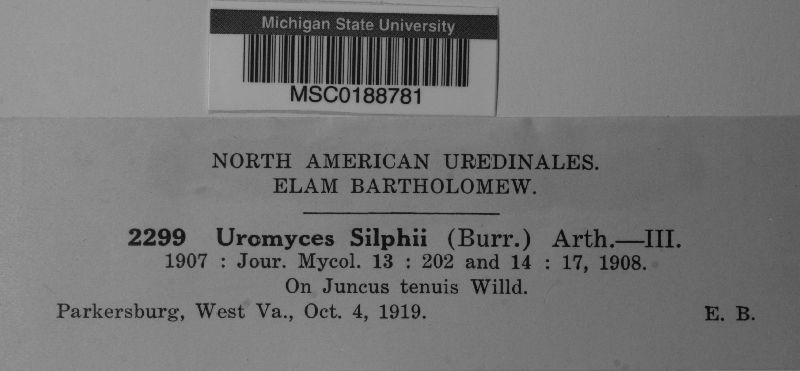 Michigan State University
MSC0188781
NORTH AMERICAN UREDINALES.
ELAM BARTHOLOMEW.
2299 Uromyces Silphii (Burr.) Arth.—III.
1907 : Jour. Mycol. 13 : 202 and 14 : 17, 1908.
On Juncus tenuis Willd.
Parkersburg, West Va., Oct. 4, 1919. E. B.